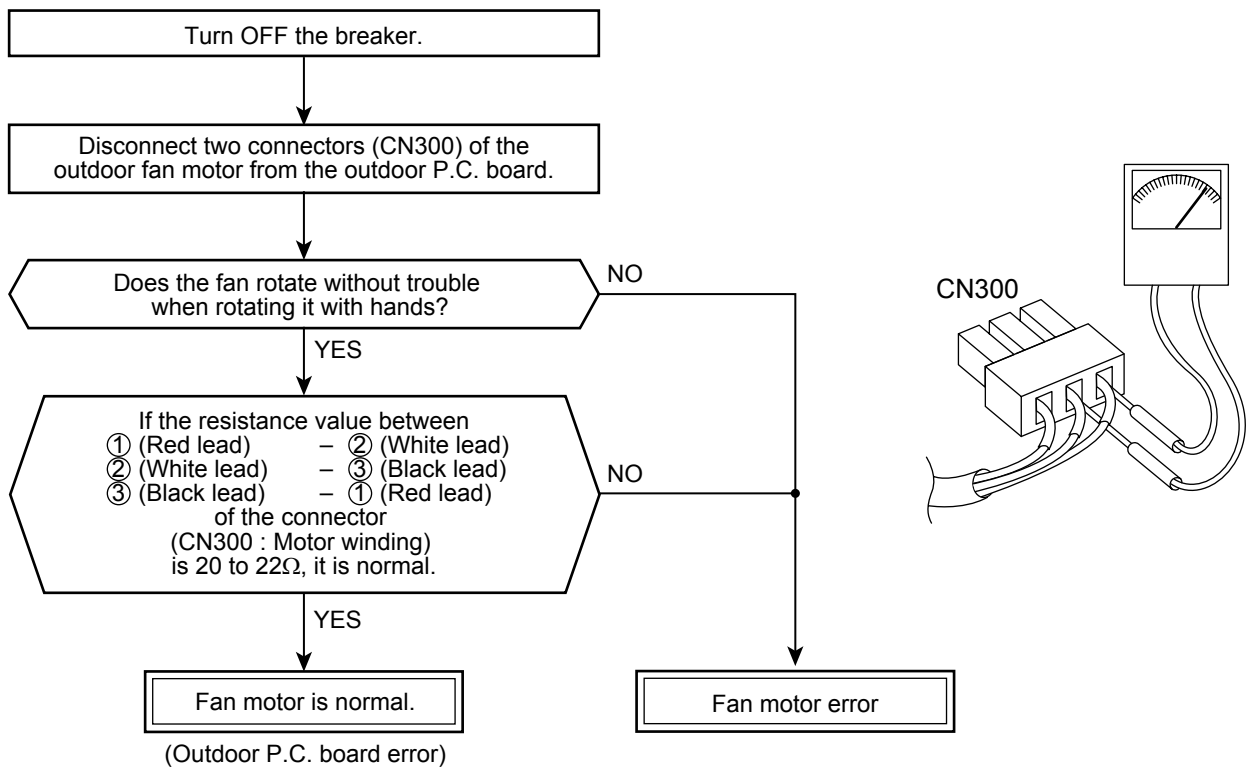 Turn OFF the breaker.
Disconnect two connectors (CN300) of the
outdoor fan motor from the outdoor P.C. board.
Does the fan rotate without trouble
when rotating it with hands?
NO
YES
If the resistance value between
① (Red lead) – ② (White lead)
② (White lead) – ③ (Black lead)
③ (Black lead) – ① (Red lead)
of the connector
(CN300 : Motor winding)
is 20 to 22Ω, it is normal.
NO
YES
Fan motor is normal.
(Outdoor P.C. board error)
Fan motor error
CN300